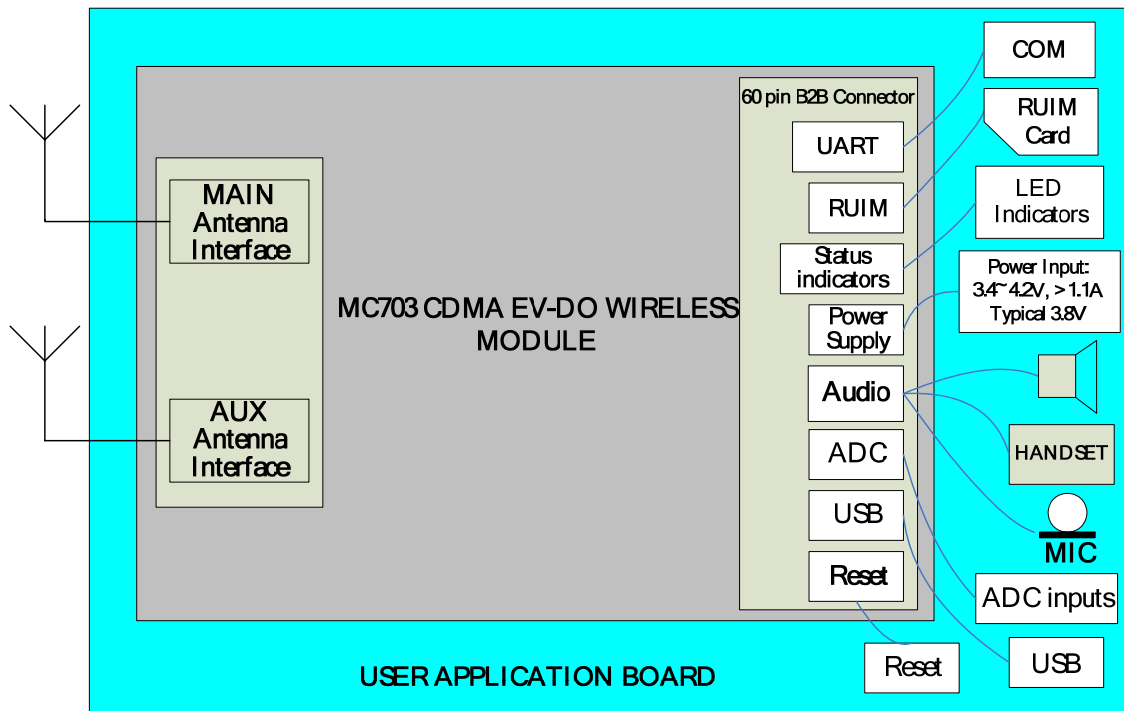 COM
60 pin B2B Connector
UART
RUIM
Card
RUIM
LED
Indicators
Status
indicators
MAIN
Antenna
Interface
Power Input:
3.4~4.2V, >1.1A
Typical 3.8V
MC703 CDMA EV-DO WIRELESS
MODULE
Power
Supply
Audio
HANDSET
AUX
Antenna
Interface
ADC
USB
MIC
Reset
ADC inputs
USER APPLICATION BOARD
Reset
USB